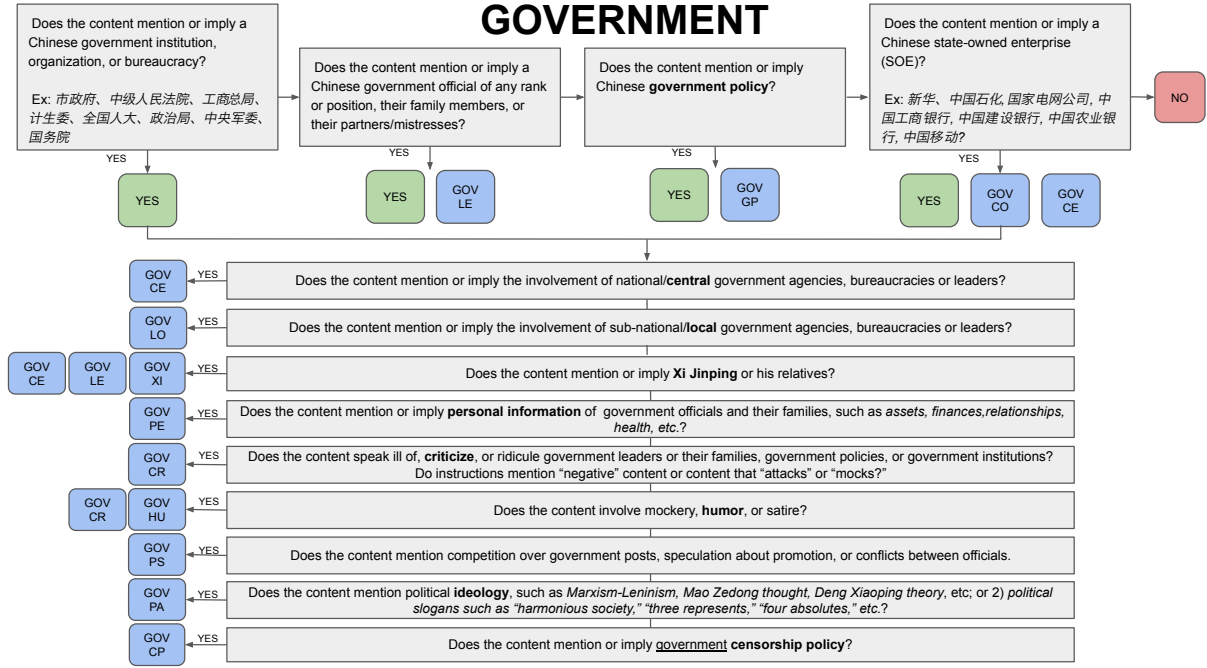 GOVERNMENT
Does the content mention or imply a
Chinese government institution,
organization, or bureaucracy?
Ex: 市政府、中级人民法院、工商总局、
计生委、全国人大、政治局、中央军委、
国务院
Does the content mention or imply a
Chinese government official of any rank
or position, their family members, or
their partners/mistresses?
Does the content mention or imply
Chinese government policy?
Does the content mention or imply a
Chinese state-owned enterprise
(SOE)?
Ex: 新华、中国石化, 国家电网公司, 中
国工商银行, 中国建设银行, 中国农业银
行, 中国移动?
NO
YES
YES
YES
YES
YES
YES
GOV
LE
YES
GOV
GP
YES
GOV
CO
GOV
CE
GOV
CE
YES
Does the content mention or imply the involvement of national/central government agencies, bureaucracies or leaders?
GOV
LO
YES
Does the content mention or imply the involvement of sub-national/local government agencies, bureaucracies or leaders?
GOV
CE
GOV
LE
GOV
XI
YES
Does the content mention or imply Xi Jinping or his relatives?
GOV
PE
YES
Does the content mention or imply personal information of government officials and their families, such as assets, finances,relationships,
health, etc.?
GOV
CR
YES
Does the content speak ill of, criticize, or ridicule government leaders or their families, government policies, or government institutions?
Do instructions mention “negative” content or content that “attacks” or “mocks?”
GOV
CR
GOV
HU
YES
Does the content involve mockery, humor, or satire?
GOV
PS
YES
Does the content mention competition over government posts, speculation about promotion, or conflicts between officials.
GOV
PA
YES
Does the content mention political ideology, such as Marxism-Leninism, Mao Zedong thought, Deng Xiaoping theory, etc; or 2) political
slogans such as “harmonious society,” “three represents,” “four absolutes,” etc.?
GOV
CP
YES
Does the content mention or imply government censorship policy?